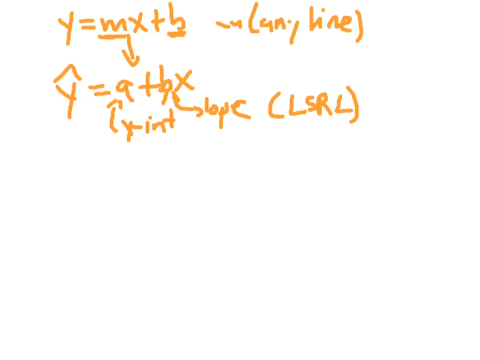 y = mx + b (any line)
ŷ = a + bx
y-int slope (LSRL)